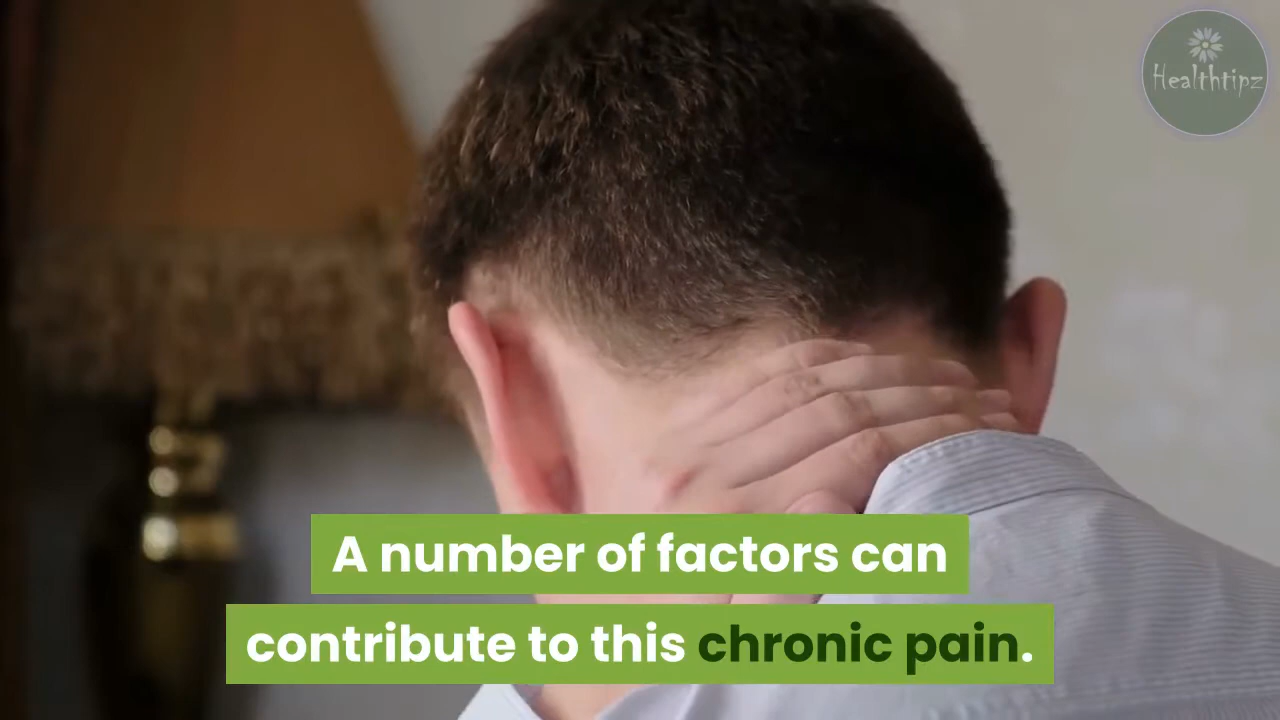 Healthtipz
A number of factors can
contribute to this chronic pain.